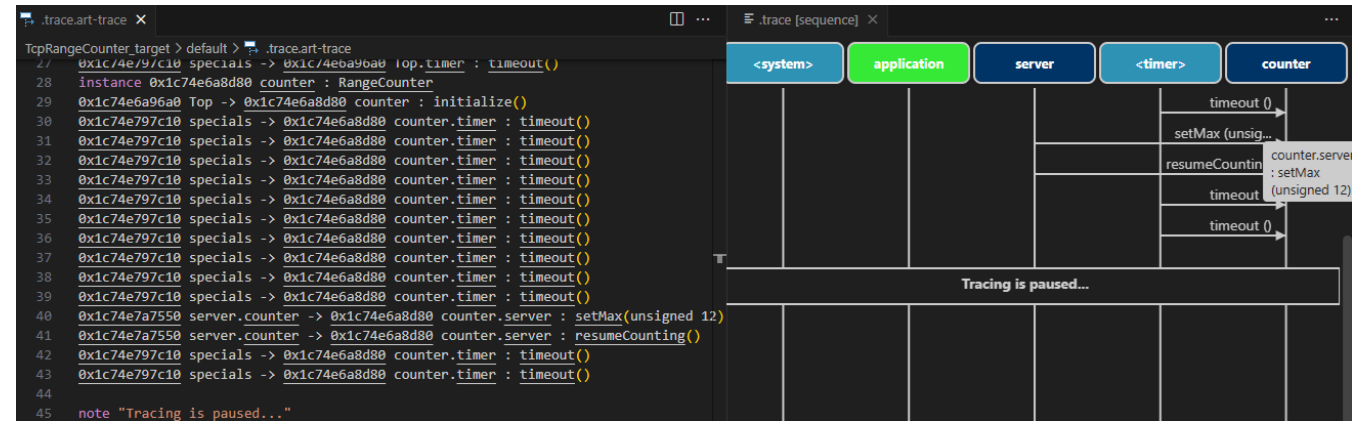 .trace.art-trace
TcpRangeCounter_target > default > .trace.art-trace
27 0x1c74e797c10 specials -> 0x1c74e6a96a0 Top.timer : timeout()
28 instance 0x1c74e6a8d80 counter : RangeCounter
29 0x1c74e6a96a0 Top -> 0x1c74e6a8d80 counter : initialize()
30 0x1c74e797c10 specials -> 0x1c74e6a8d80 counter.timer : timeout()
31 0x1c74e797c10 specials -> 0x1c74e6a8d80 counter.timer : timeout()
32 0x1c74e797c10 specials -> 0x1c74e6a8d80 counter.timer : timeout()
33 0x1c74e797c10 specials -> 0x1c74e6a8d80 counter.timer : timeout()
34 0x1c74e797c10 specials -> 0x1c74e6a8d80 counter.timer : timeout()
35 0x1c74e797c10 specials -> 0x1c74e6a8d80 counter.timer : timeout()
36 0x1c74e797c10 specials -> 0x1c74e6a8d80 counter.timer : timeout()
37 0x1c74e797c10 specials -> 0x1c74e6a8d80 counter.timer : timeout()
38 0x1c74e797c10 specials -> 0x1c74e6a8d80 counter.timer : timeout()
39 0x1c74e797c10 specials -> 0x1c74e6a8d80 counter.timer : timeout()
40 0x1c74e7a7550 server.counter -> 0x1c74e6a8d80 counter.server : setMax(unsigned 12)
41 0x1c74e7a7550 server.counter -> 0x1c74e6a8d80 counter.server : resumeCounting()
42 0x1c74e797c10 specials -> 0x1c74e6a8d80 counter.timer : timeout()
43 0x1c74e797c10 specials -> 0x1c74e6a8d80 counter.timer : timeout()
44
45 note "Tracing is paused..."
.trace [sequence]
<system> application server <timer> counter
timeout ()
setMax (unsig...
resumeCountin
counter.server
: setMax
(unsigned 12)
timeout
timeout ()
Tracing is paused...